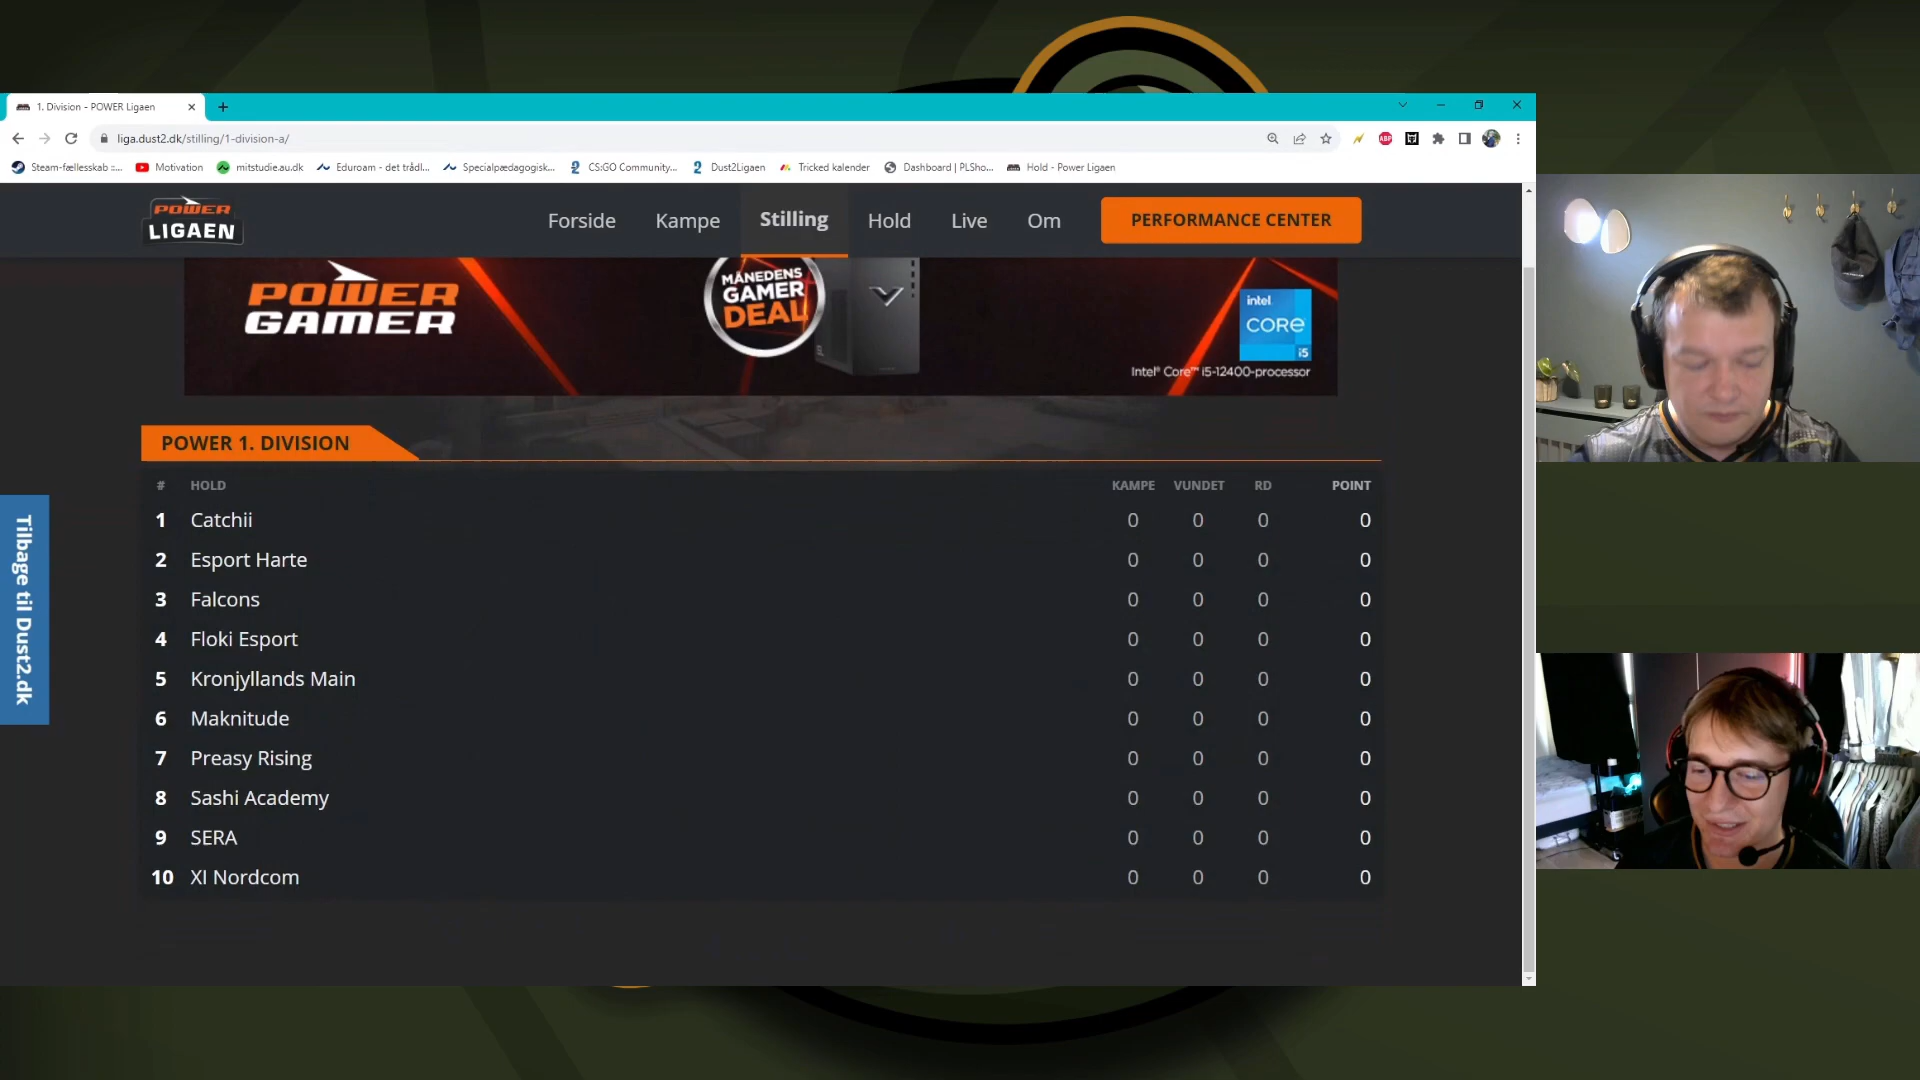 1. Division - POWER Ligaen
liga.dust2.dk/stilling/1-division-a/
Steam-fællesskab ::...
Motivation
mitstudie.au.dk
Eduroam - det trådl...
Specialpædagogisk...
CS:GO Community...
Dust2Ligaen
Tricked kalender
Dashboard | PLSho...
Hold - Power Ligaen
POWER
LIGAEN
Forside
Kampe
Stilling
Hold
Live
Om
PERFORMANCE CENTER
POWER
GAMER
MÅNEDENS
GAMER
DEAL
intel
CORE
i5
Intel® Core™ i5-12400-processor
Tilbage til Dust2.dk
POWER 1. DIVISION
# HOLD KAMPE VUNDET RD POINT
1 Catchii 0 0 0 0
2 Esport Harte 0 0 0 0
3 Falcons 0 0 0 0
4 Floki Esport 0 0 0 0
5 Kronjyllands Main 0 0 0 0
6 Maknitude 0 0 0 0
7 Preasy Rising 0 0 0 0
8 Sashi Academy 0 0 0 0
9 SERA 0 0 0 0
10 XI Nordcom 0 0 0 0